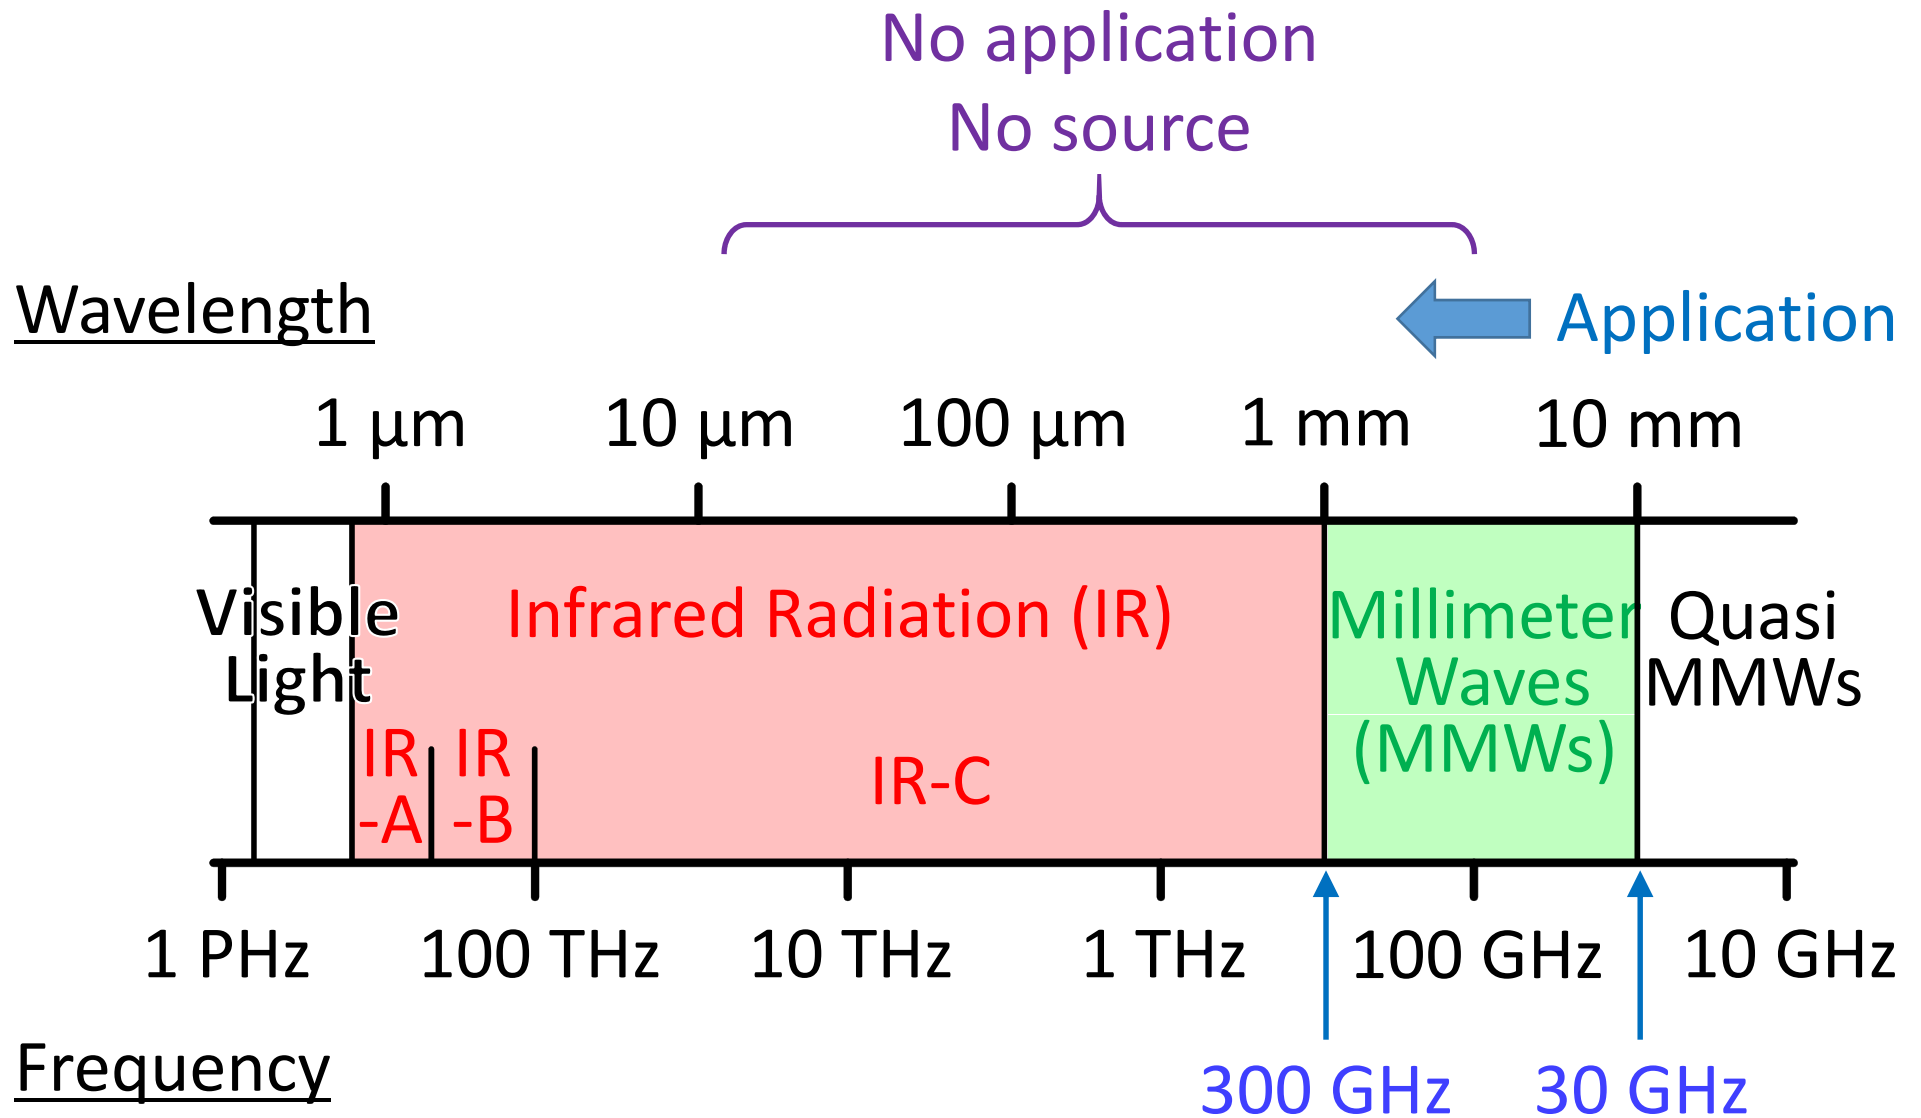 No application
No source
Wavelength
Application
1 μm
10 μm
100 μm
1 mm
10 mm
Visible
Light
Infrared Radiation (IR)
Millimeter
Waves
(MMWs)
Quasi
MMWs
IR
-A
IR
-B
IR-C
1 PHz
100 THz
10 THz
1 THz
100 GHz
10 GHz
Frequency
300 GHz
30 GHz